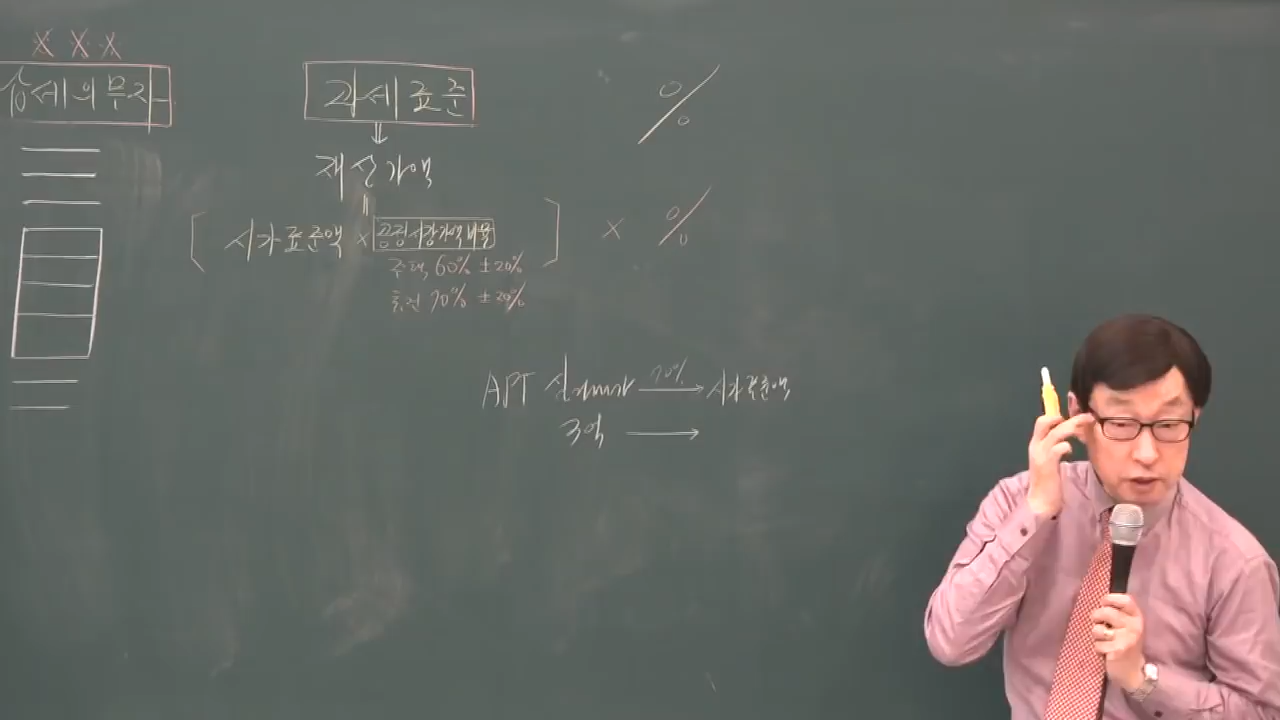 X X X
납세의무자
과세표준
재산가액
%
[ 시가표준액 × 공정시장가액비율 ] × %
주택 60% ±20%
토.건 70% ±20%
APT 실거래가 70% → 시가표준액
3억 →